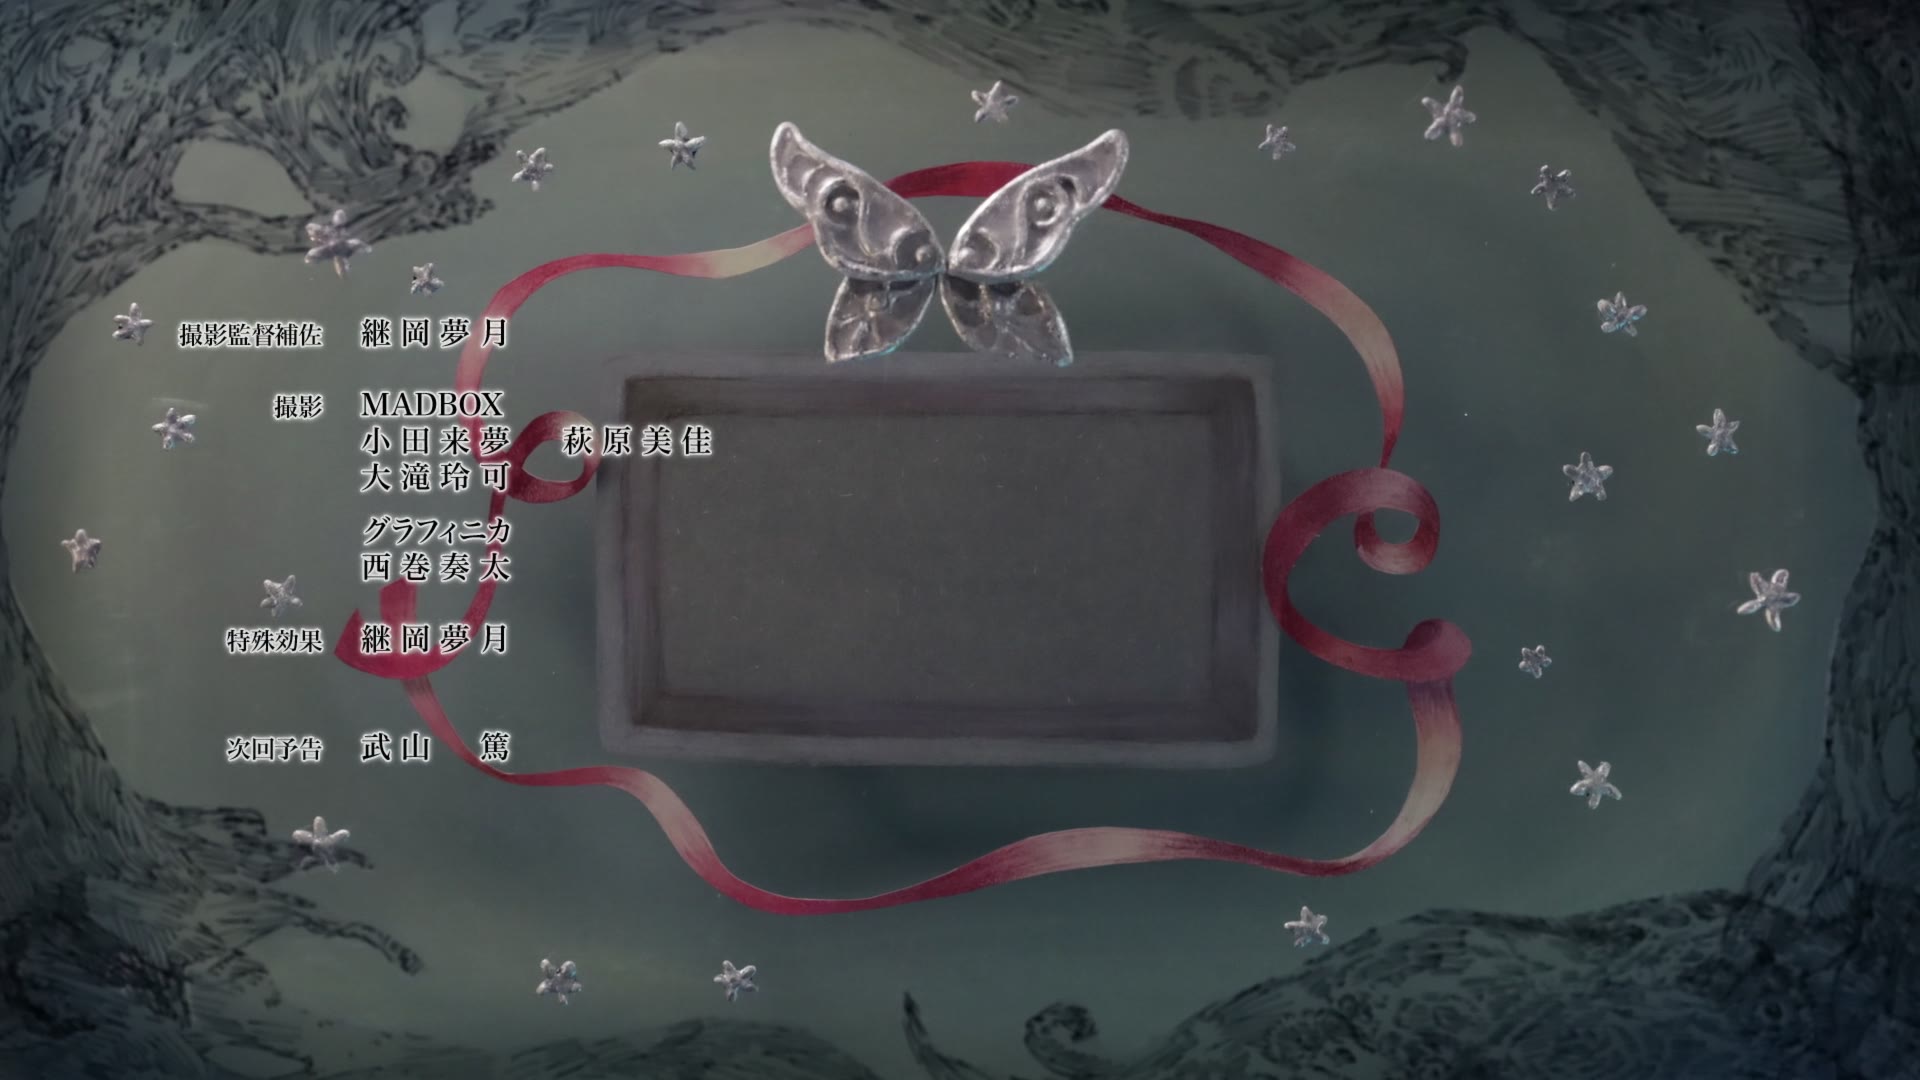 撮影監督補佐 継岡夢月
撮影 MADBOX
小田来夢 萩原美佳
大滝玲可
グラフィニカ
西巻奏太
特殊効果 継岡夢月
次回予告 武山 篤